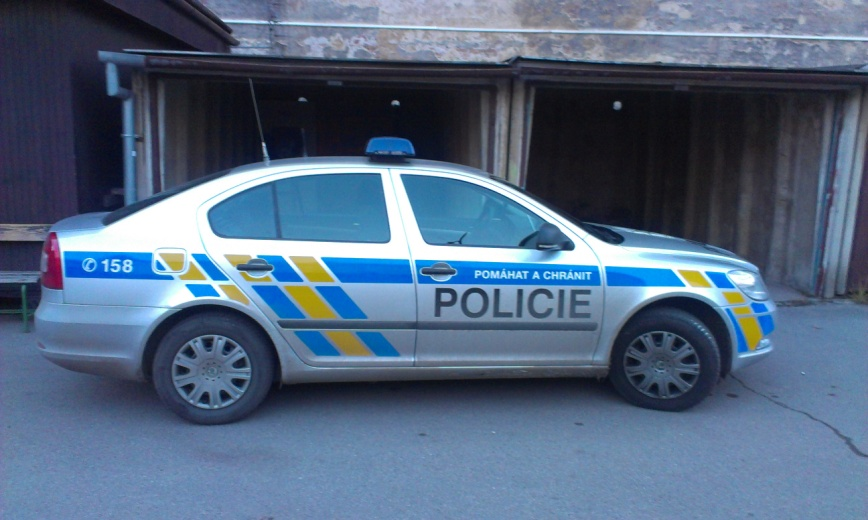 ✆ 158
POMÁHAT A CHRÁNIT
POLICIE